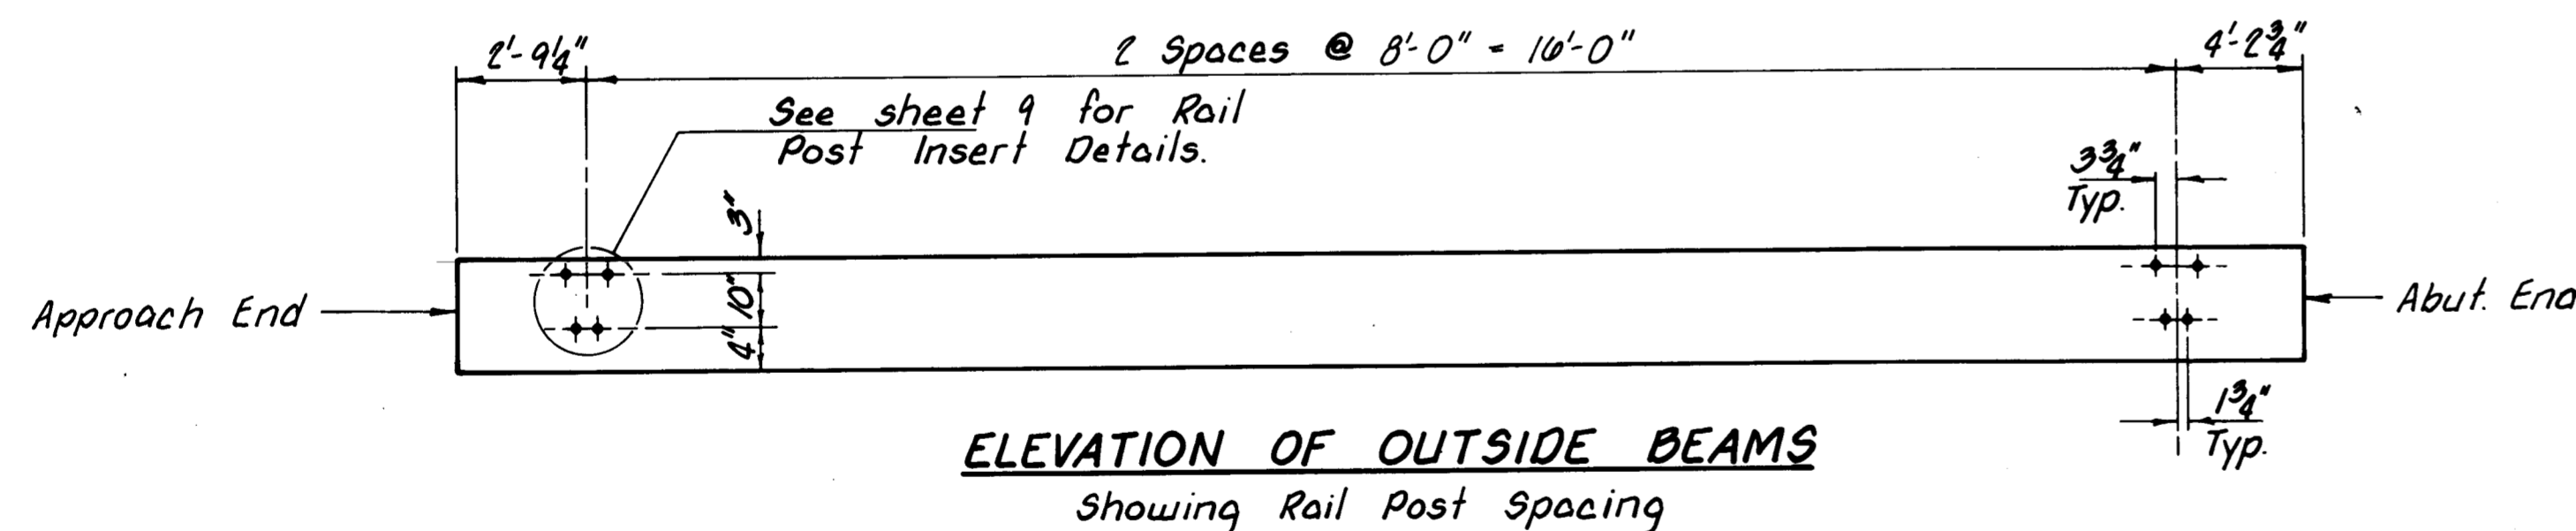 2'-9¼"
2 Spaces @ 8'-0" = 16'-0"
4'-2¾"
See sheet 9 for Rail
Post Insert Details.
3¾"
Typ.
3"
10"
4"
Approach End
Abut. End
1¾"
Typ.
ELEVATION OF OUTSIDE BEAMS
Showing Rail Post Spacing